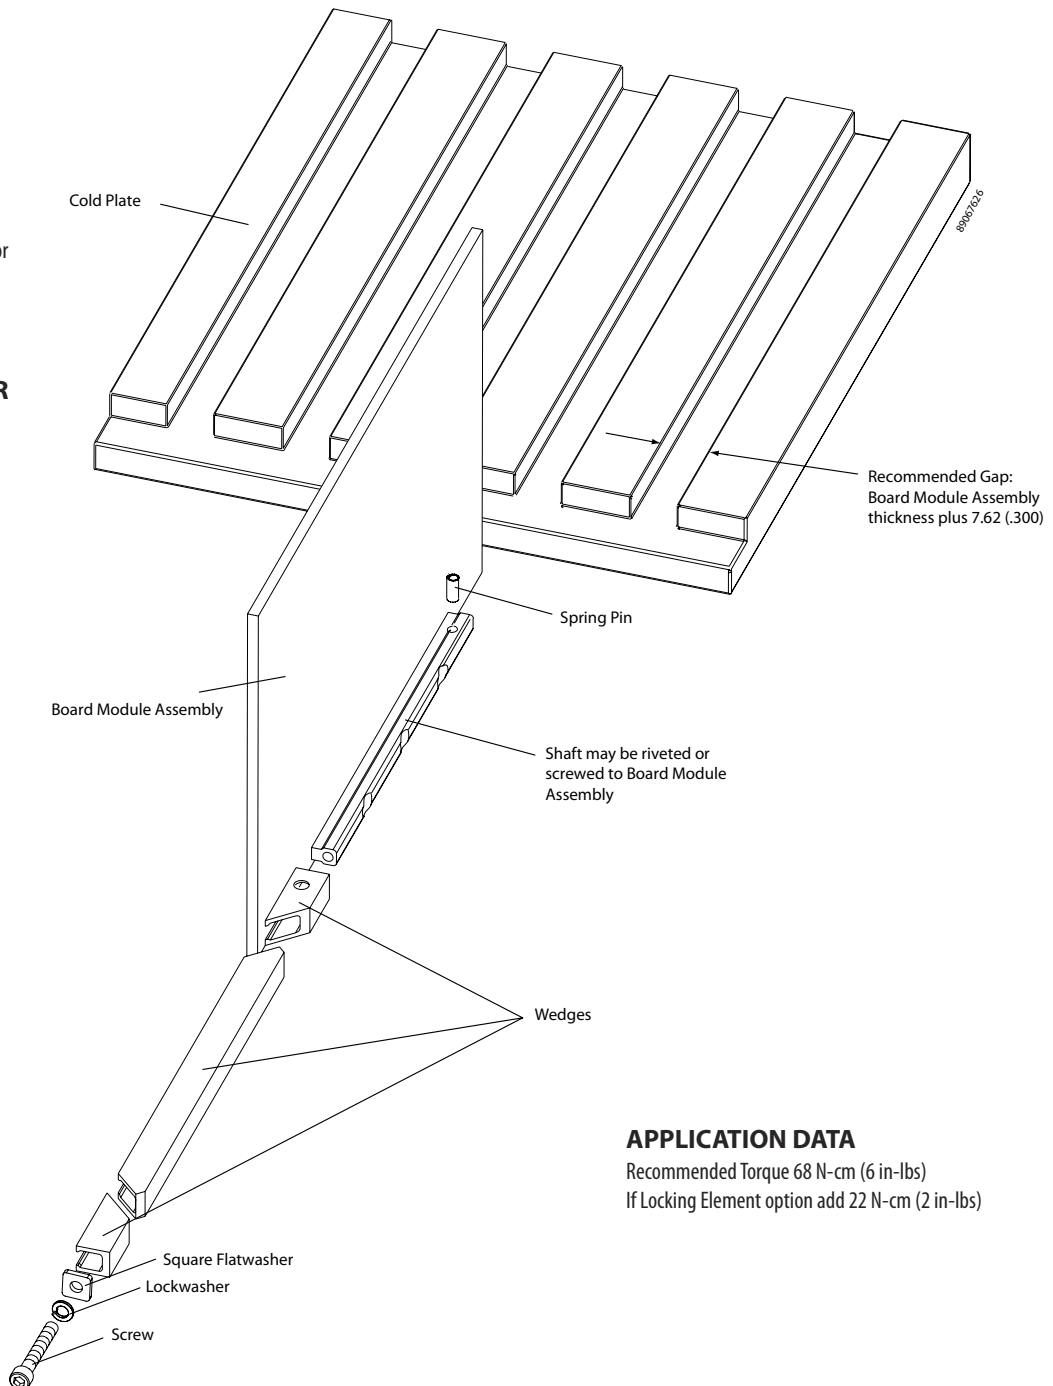 Cold Plate
89067626
or
R
Recommended Gap:
Board Module Assembly
thickness plus 7.62 (.300)
Spring Pin
Board Module Assembly
Shaft may be riveted or
screwed to Board Module
Assembly
Wedges
APPLICATION DATA
Recommended Torque 68 N-cm (6 in-lbs)
If Locking Element option add 22 N-cm (2 in-lbs)
Square Flatwasher
Lockwasher
Screw